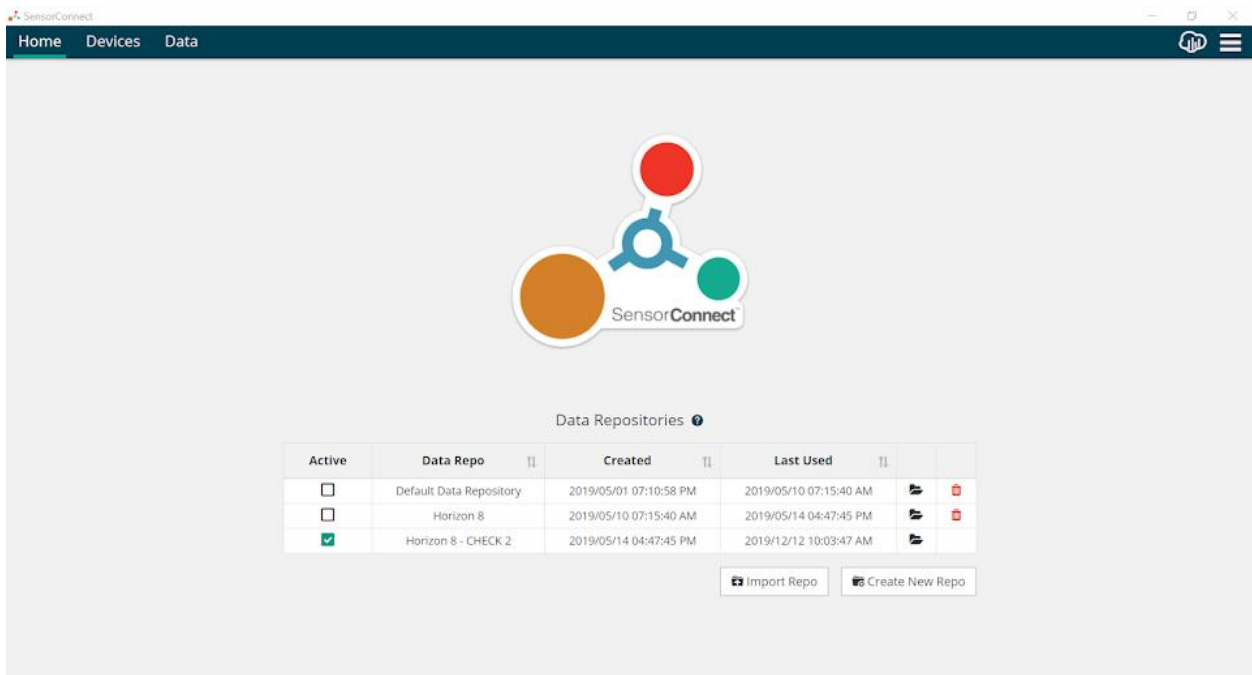 SensorConnect
Home Devices Data
SensorConnect™
Data Repositories
Active Data Repo Created Last Used
Default Data Repository 2019/05/01 07:10:58 PM 2019/05/10 07:15:40 AM
Horizon 8 2019/05/10 07:15:40 AM 2019/05/14 04:47:45 PM
Horizon 8 - CHECK 2 2019/05/14 04:47:45 PM 2019/12/12 10:03:47 AM
Import Repo Create New Repo